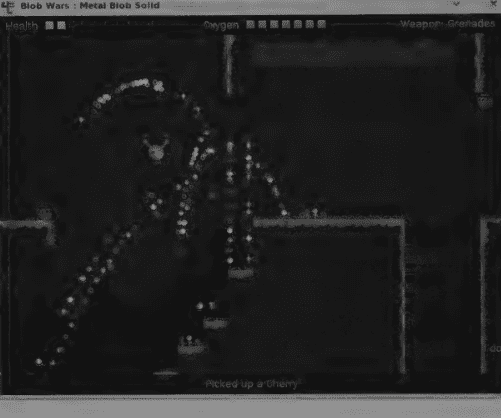 Blob Wars : Metal Blob Solid
Health
Oxygen
Weapon: Grenades
Picked up a Cherry